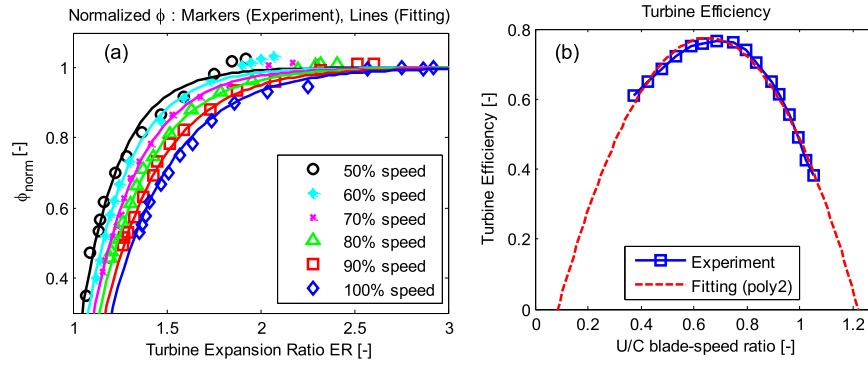 Normalized ϕ : Markers (Experiment), Lines (Fitting)
(a)
ϕnorm [-]
1
0.8
0.6
0.4
50% speed
60% speed
70% speed
80% speed
90% speed
100% speed
1
1.5
2
2.5
3
Turbine Expansion Ratio ER [-]
Turbine Efficiency
(b)
Turbine Efficiency [-]
0.8
0.6
0.4
0.2
0
Experiment
Fitting (poly2)
0
0.2
0.4
0.6
0.8
1
1.2
U/C blade-speed ratio [-]